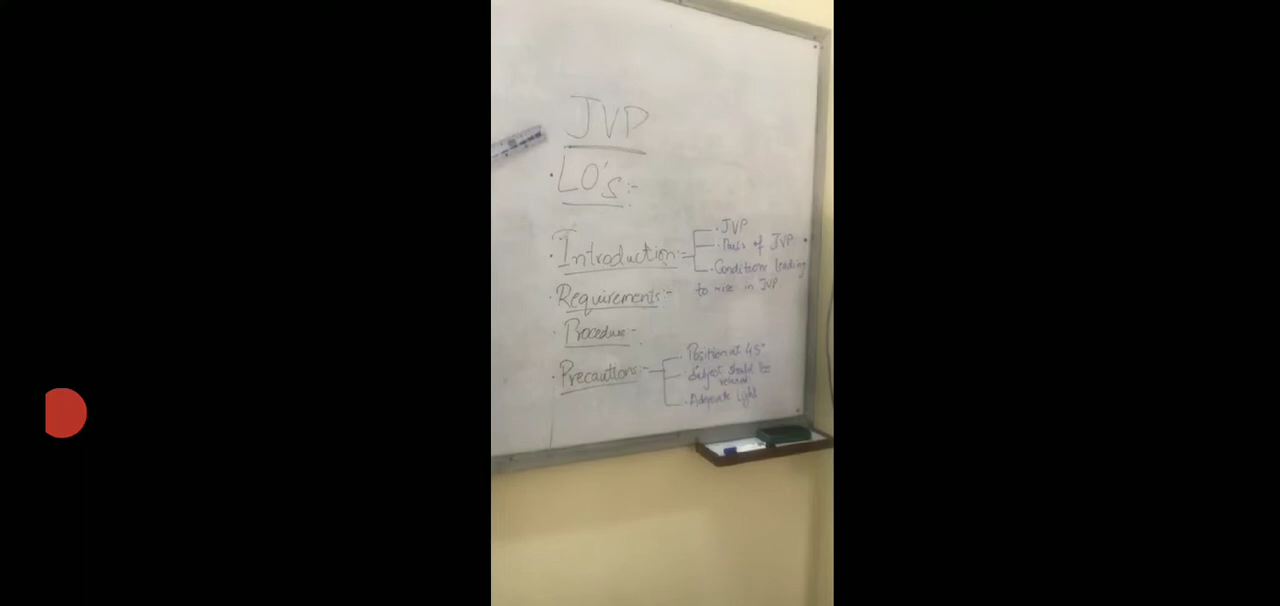 JVP
· LO's :-
· Introduction :-
· JVP
· Parts of JVP
· Conditions leading
to rise in JVP
· Requirements :-
· Procedure :-
· Precautions :-
· Position at 45°
· Subject should be
relaxed
· Adequate light